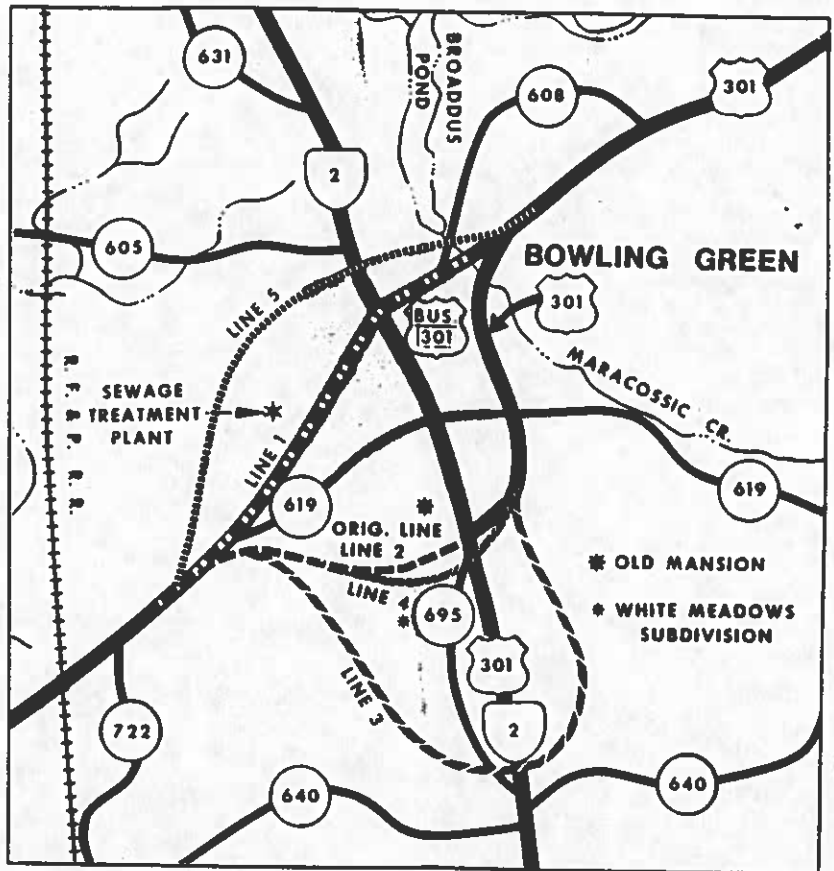 631
BROADDUS
POND
608
301
2
605
BOWLING GREEN
301
LINE 5
BUS.
301
MARACOSSIC CR.
R. F. & P. R. R.
SEWAGE
TREATMENT
PLANT
LINE 1
619
619
ORIG. LINE
LINE 2
* OLD MANSION
LINE 4
695
* WHITE MEADOWS
SUBDIVISION
301
LINE 3
2
722
640
640